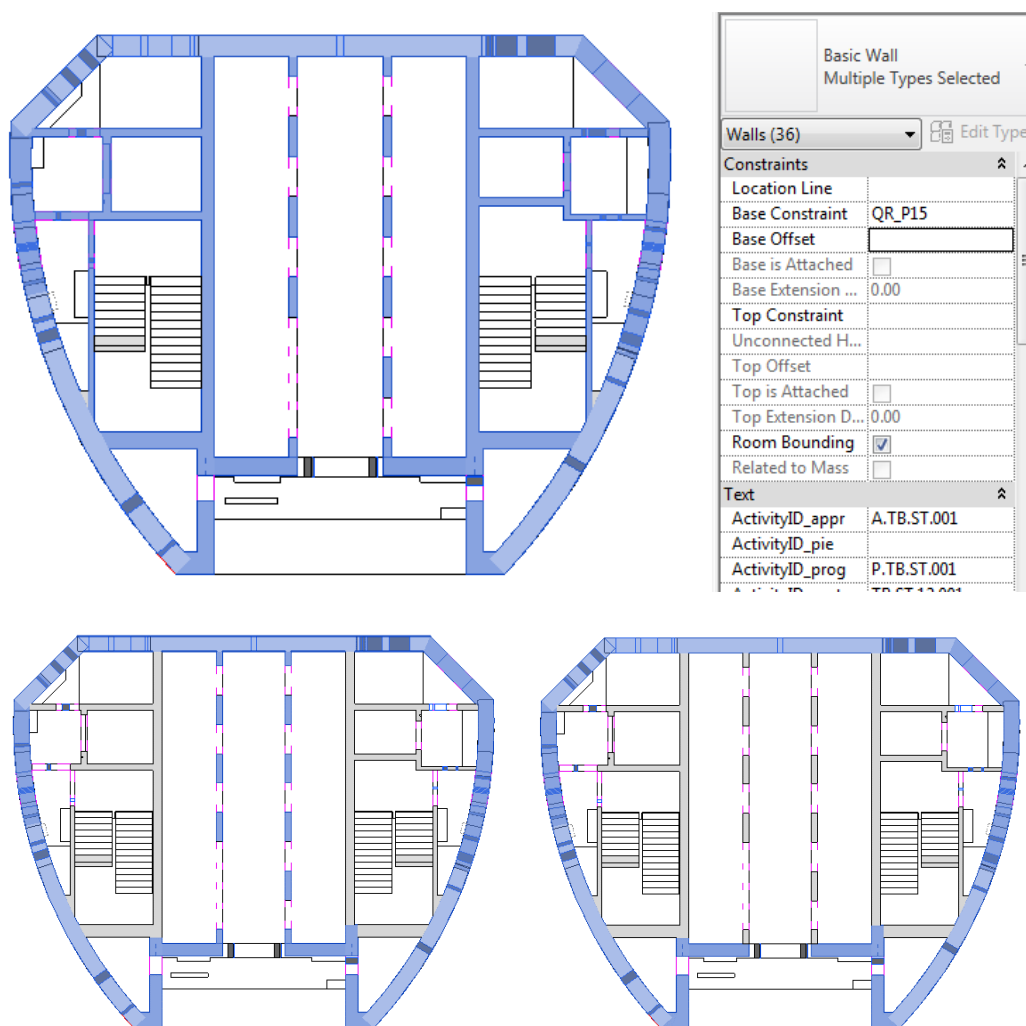 Basic Wall
Multiple Types Selected
Walls (36)
Edit Type
Constraints
Location Line
Base Constraint QR_P15
Base Offset
Base is Attached
Base Extension ... 0.00
Top Constraint
Unconnected H...
Top Offset
Top is Attached
Top Extension D... 0.00
Room Bounding
Related to Mass
Text
ActivityID_appr A.TB.ST.001
ActivityID_pie
ActivityID_prog P.TB.ST.001